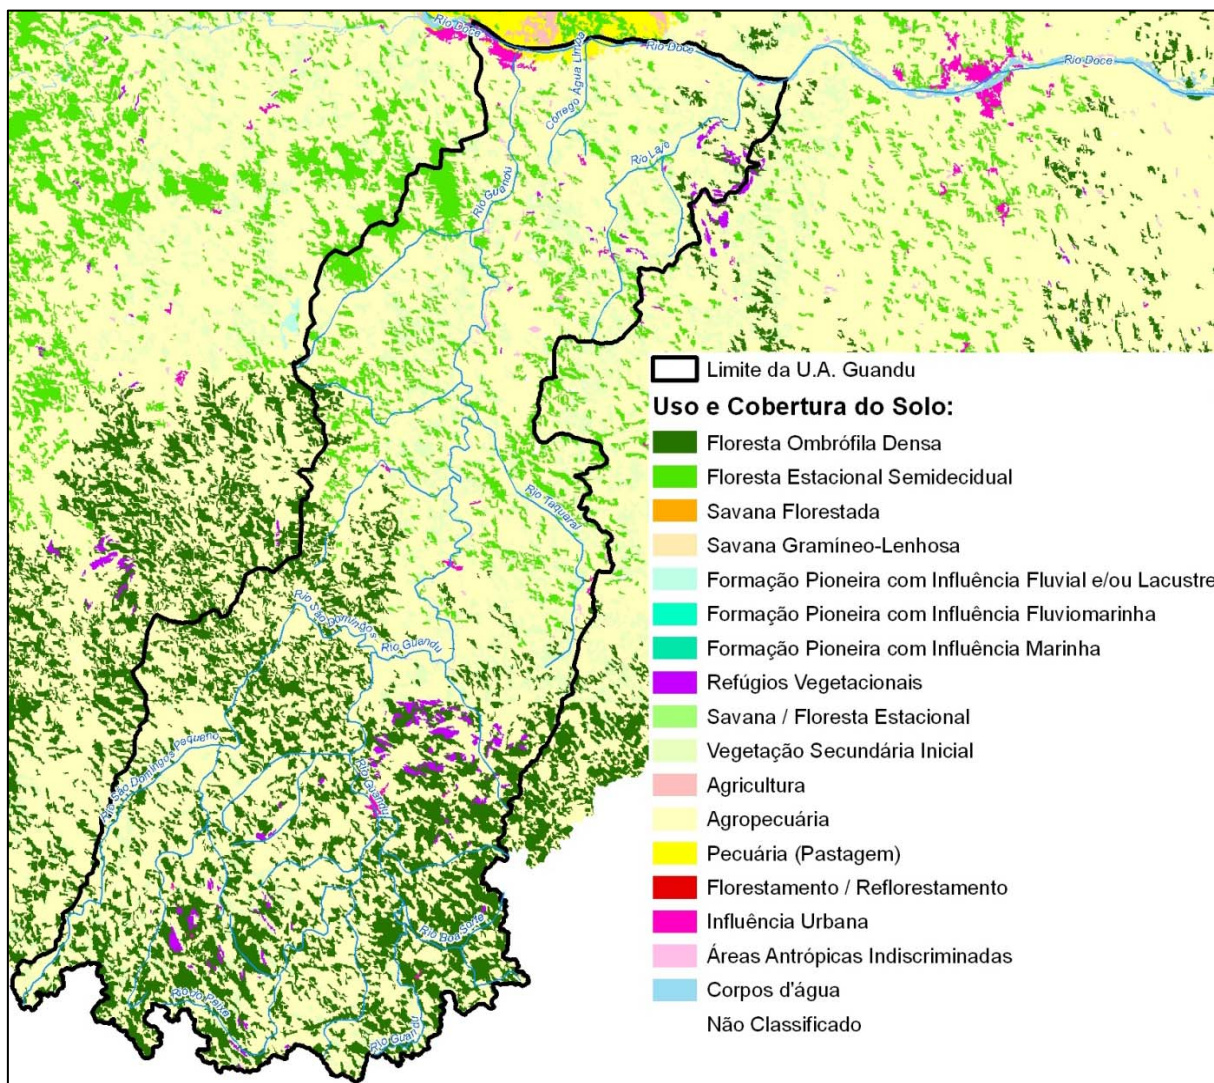 Rio Doce
Rio Doce
Rio Doce
Córrego Água Limpa
Rio Laje
Rio Guandu
Rio Taquaral
Rio São Domingos
Rio Guandu
Rio São Domingos Pequeno
Rio Guandu
Rio Boa Sorte
Rio do Peixe
Rio Guandu
Limite da U.A. Guandu
Uso e Cobertura do Solo:
Floresta Ombrófila Densa
Floresta Estacional Semidecidual
Savana Florestada
Savana Gramíneo-Lenhosa
Formação Pioneira com Influência Fluvial e/ou Lacustre
Formação Pioneira com Influência Fluviomarinha
Formação Pioneira com Influência Marinha
Refúgios Vegetacionais
Savana / Floresta Estacional
Vegetação Secundária Inicial
Agricultura
Agropecuária
Pecuária (Pastagem)
Florestamento / Reflorestamento
Influência Urbana
Áreas Antrópicas Indiscriminadas
Corpos d'água
Não Classificado